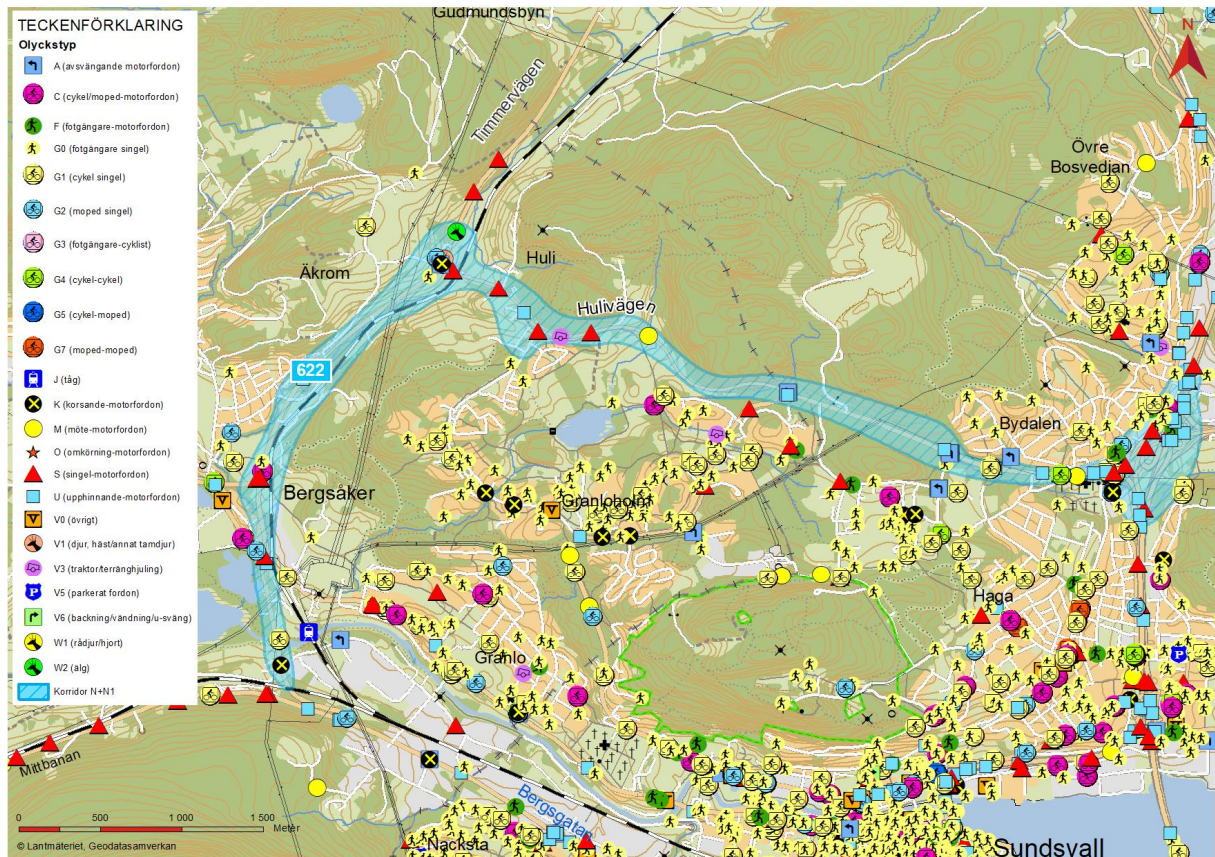 TECKENFÖRKLARING
Olyckstyp
A (avsvängande motorfordon)
C (cykel/moped-motorfordon)
F (fotgängare-motorfordon)
G0 (fotgängare singel)
G1 (cykel singel)
G2 (moped singel)
G3 (fotgängare-cyklist)
G4 (cykel-cykel)
G5 (cykel-moped)
G7 (moped-moped)
J (tåg)
K (korsande-motorfordon)
M (möte-motorfordon)
O (omkörning-motorfordon)
S (singel-motorfordon)
U (upphinnande-motorfordon)
V0 (övrigt)
V1 (djur, häst/annat tamdjur)
V3 (traktor/terränghjuling)
V5 (parkerat fordon)
V6 (backning/vändning/u-sväng)
W1 (rådjur/hjort)
W2 (älg)
Korridor N+N1
Gudmundsbyn
N
Timmervägen
Övre
Bosvedjan
Huli
Äkrom
Hulivägen
622
Bydalen
Bergsåker
Granloholm
Haga
Granlo
P
Mittbanan
Bergsgatan
Nacksta
Sundsvall
0 500 1 000 1 500
Meter
© Lantmäteriet, Geodatasamverkan